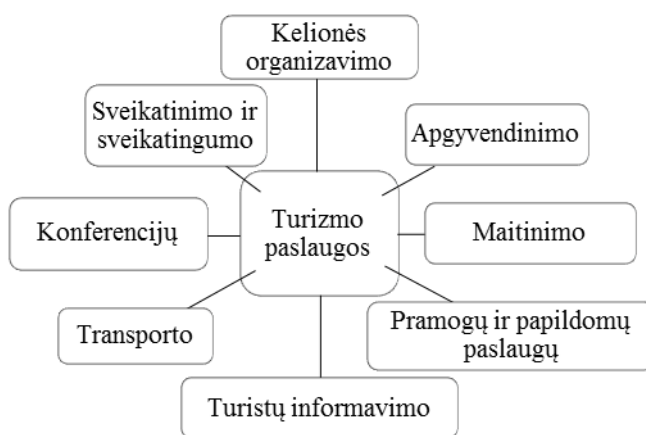 Kelionės
organizavimo
Sveikatinimo ir
sveikatingumo
Apgyvendinimo
Konferencijų
Turizmo
paslaugos
Maitinimo
Transporto
Pramogų ir papildomų
paslaugų
Turistų informavimo